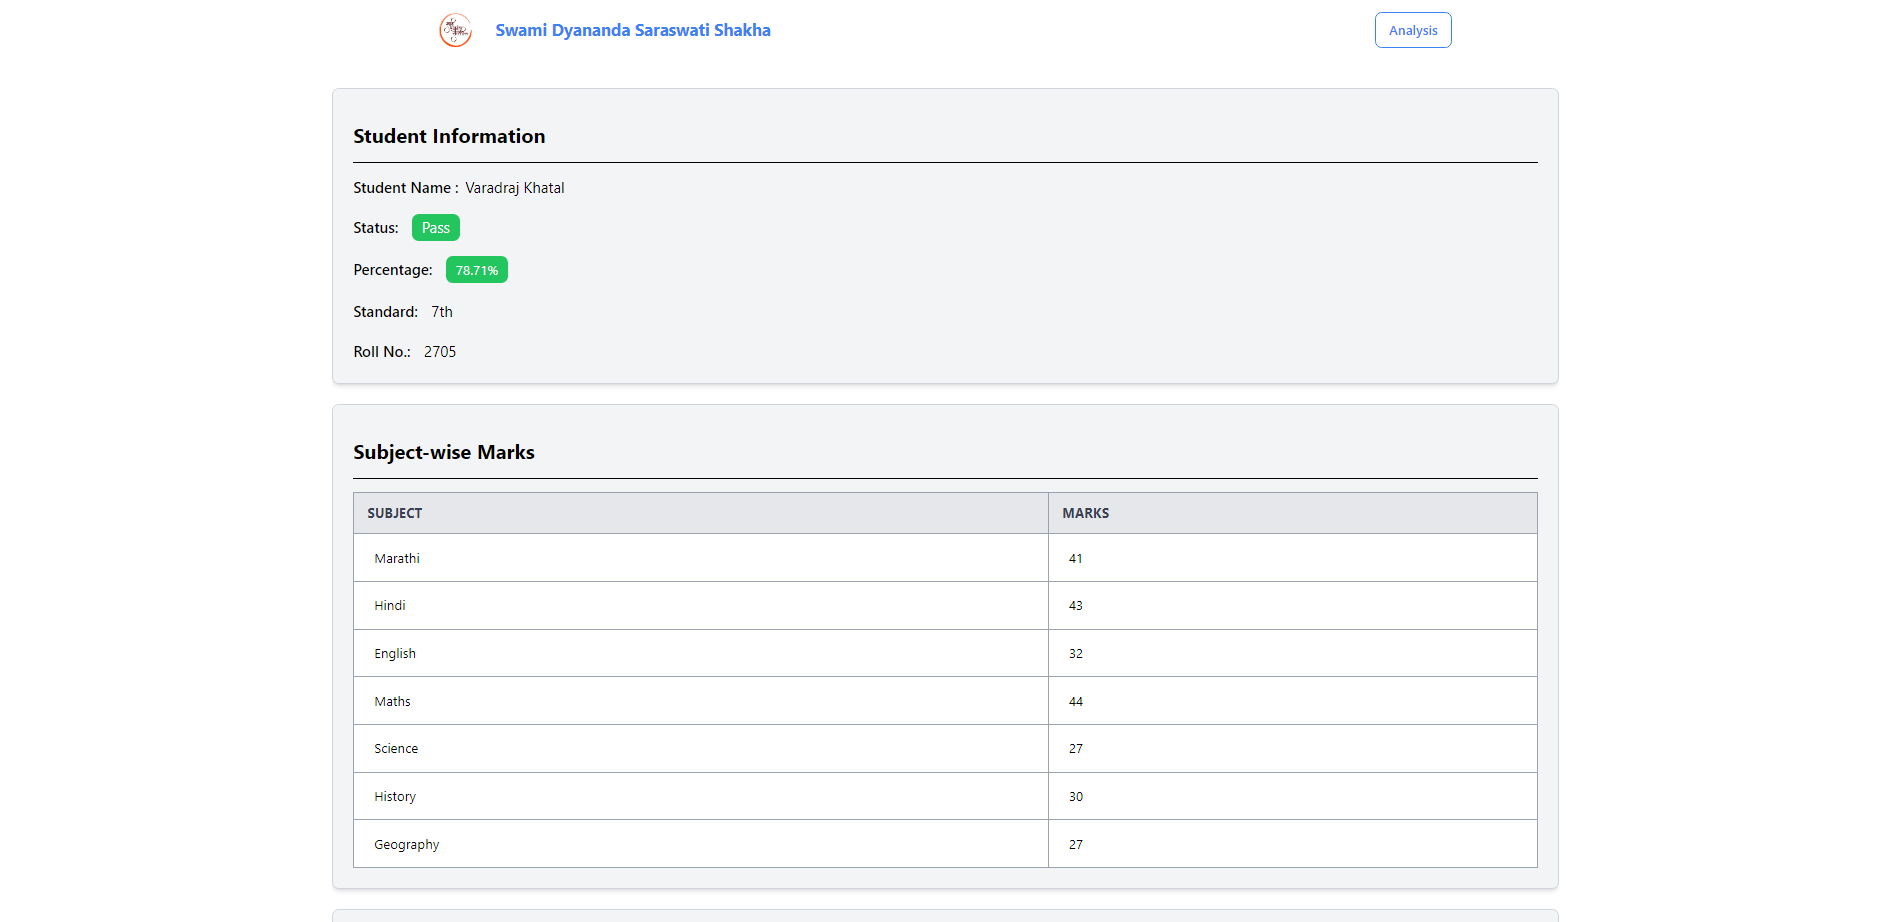 Swami Dyananda Saraswati Shakha
Analysis
Student Information
Student Name : Varadraj Khatal
Status: Pass
Percentage: 78.71%
Standard: 7th
Roll No.: 2705
Subject-wise Marks
SUBJECT MARKS
Marathi 41
Hindi 43
English 32
Maths 44
Science 27
History 30
Geography 27